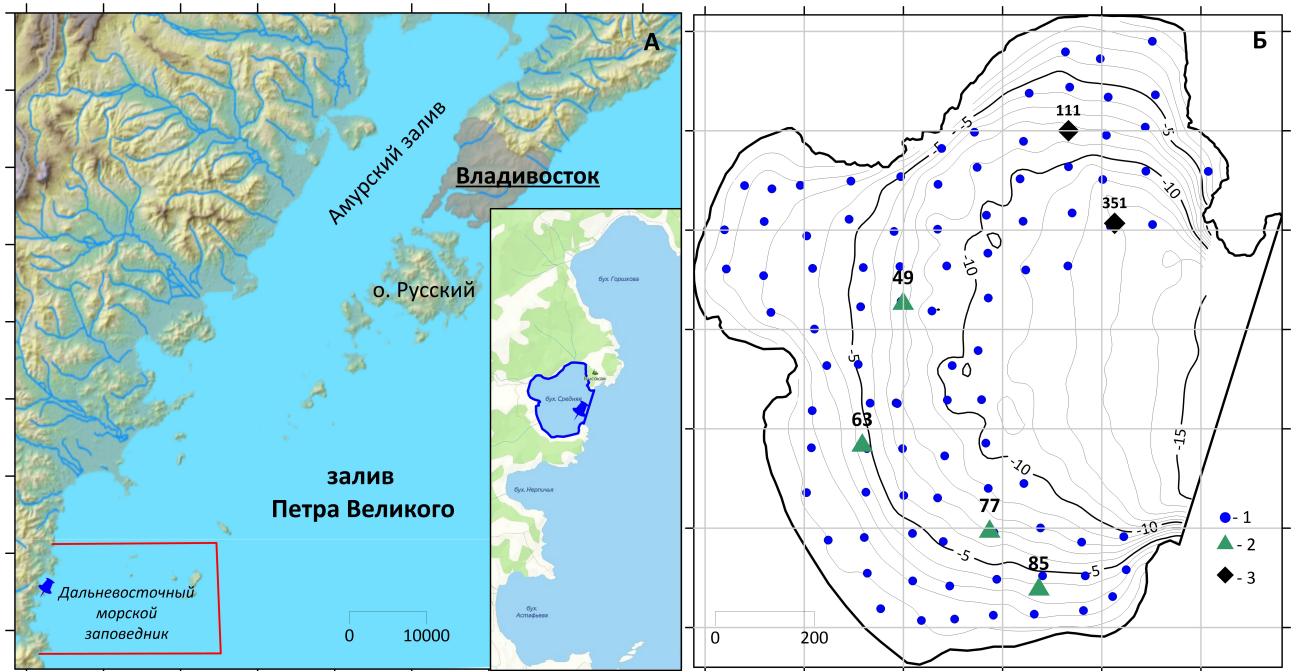 А
Амурский залив
Владивосток
о. Русский
залив
Петра Великого
Дальневосточный
морской
заповедник
0 10000
бух. Горшкова
бух. Средняя
бух. Нерпичья
бух.
Астафьева
Б
-5
111
-5
-10
351
-10
49
-5
63
-15
-10
77
-10
-5
85
-5
- 1
- 2
- 3
0 200